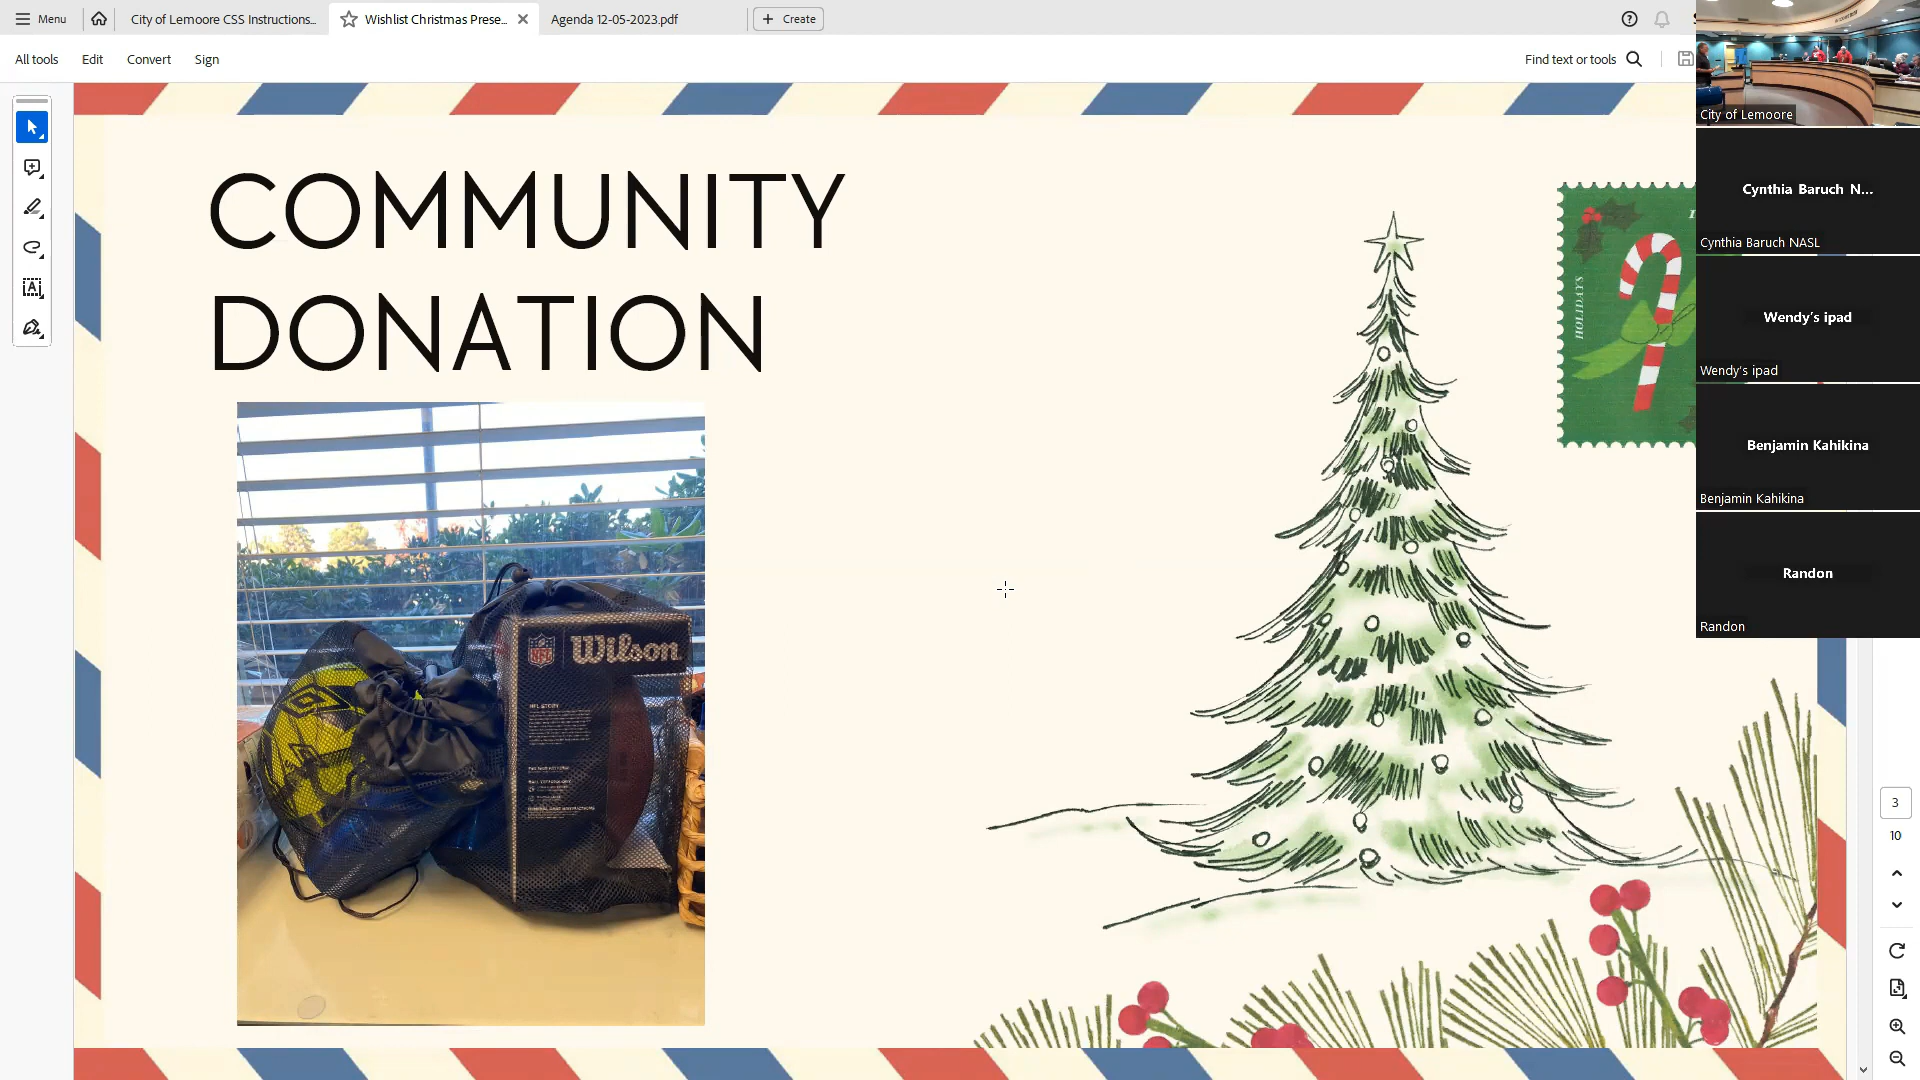 Menu
City of Lemoore CSS Instructions...
Wishlist Christmas Prese...
Agenda 12-05-2023.pdf
Create
All tools
Edit
Convert
Sign
Find text or tools
COMMUNITY
DONATION
HOLIDAYS
NFL
Wilson
NFL STORY
City of Lemoore
Cynthia Baruch N...
Cynthia Baruch NASL
Wendy's ipad
Wendy's ipad
Benjamin Kahikina
Benjamin Kahikina
Randon
Randon
3
10